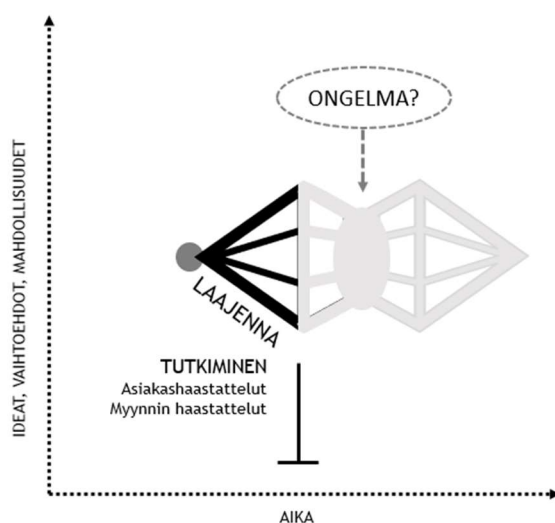 ONGELMA?
IDEAT, VAIHTOEHDOT, MAHDOLLISUUDET
LAAJENNA
TUTKIMINEN
Asiakashaastattelut
Myynnin haastattelut
AIKA